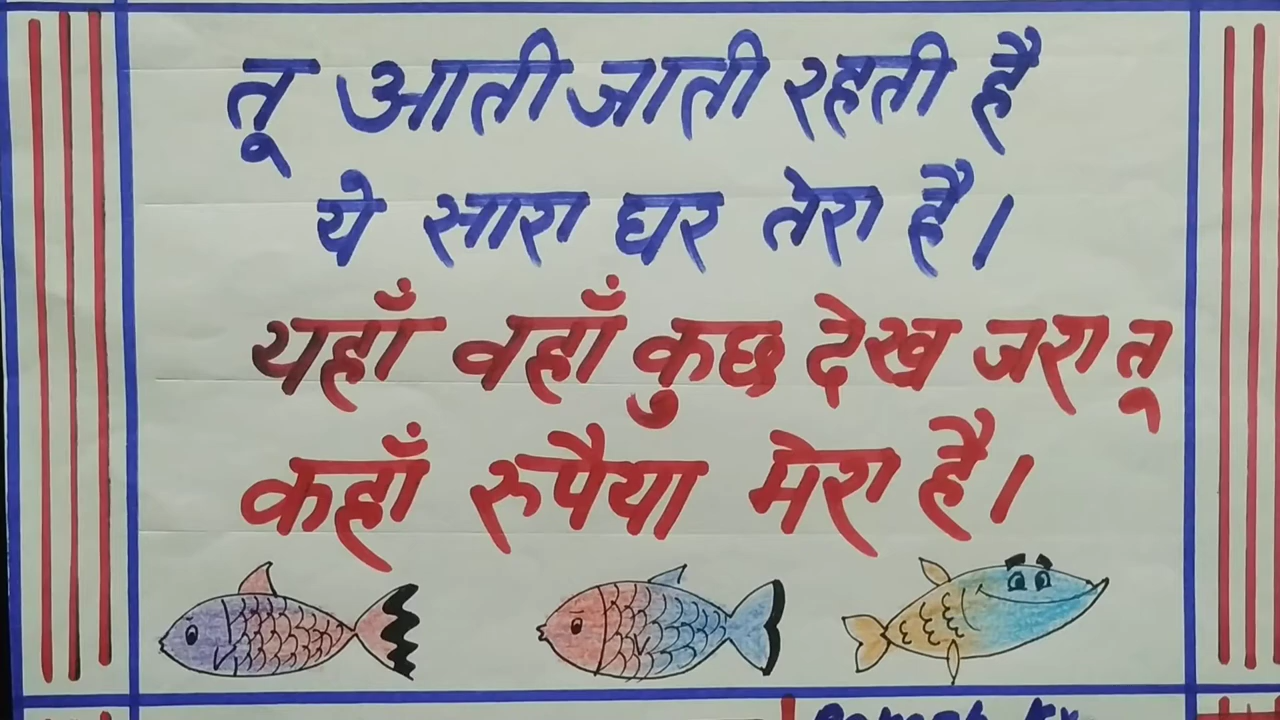 तू आती जाती रहती है
ये सारा घर तेरा है।
यहाँ वहाँ कुछ देख जरा तू
कहाँ रुपैया मेरा है।